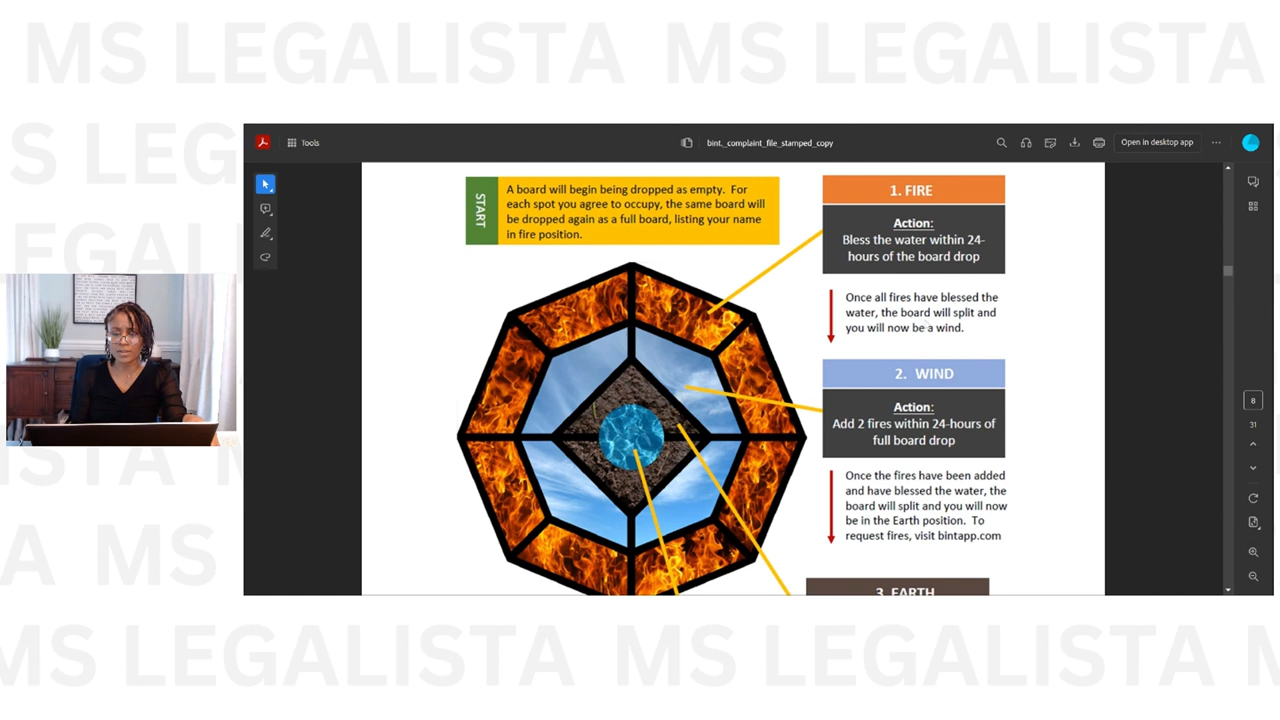 MS LEGALISTA MS LEGALISTA
S LEG
EGALI
ISTA M
A MS
MS LEGALISTA MS LEGALISTA
Tools
bint._complaint_file_stamped_copy
Open in desktop app
START
A board will begin being dropped as empty. For
each spot you agree to occupy, the same board will
be dropped again as a full board, listing your name
in fire position.
1. FIRE
Action:
Bless the water within 24-
hours of the board drop
Once all fires have blessed the
water, the board will split and
you will now be a wind.
2. WIND
Action:
Add 2 fires within 24-hours of
full board drop
Once the fires have been added
and have blessed the water, the
board will split and you will now
be in the Earth position. To
request fires, visit bintapp.com
3. EARTH
8
31